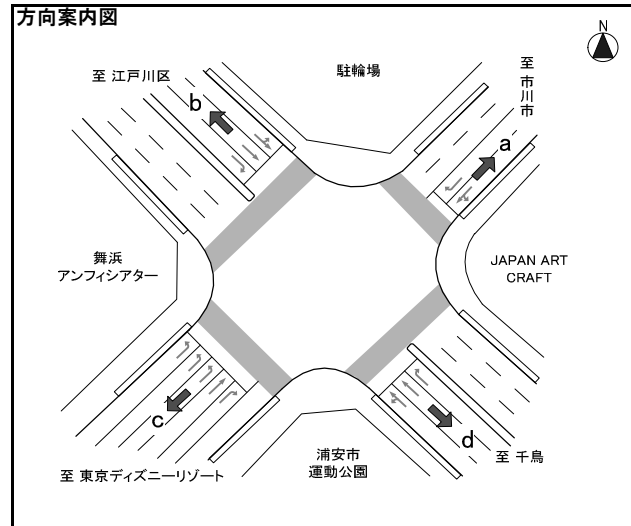 方向案内図
N
至 江戸川区
駐輪場
至 市川市
b
a
舞浜
アンフィシアター
JAPAN ART
CRAFT
c
d
浦安市
運動公園
至 千鳥
至 東京ディズニーリゾート